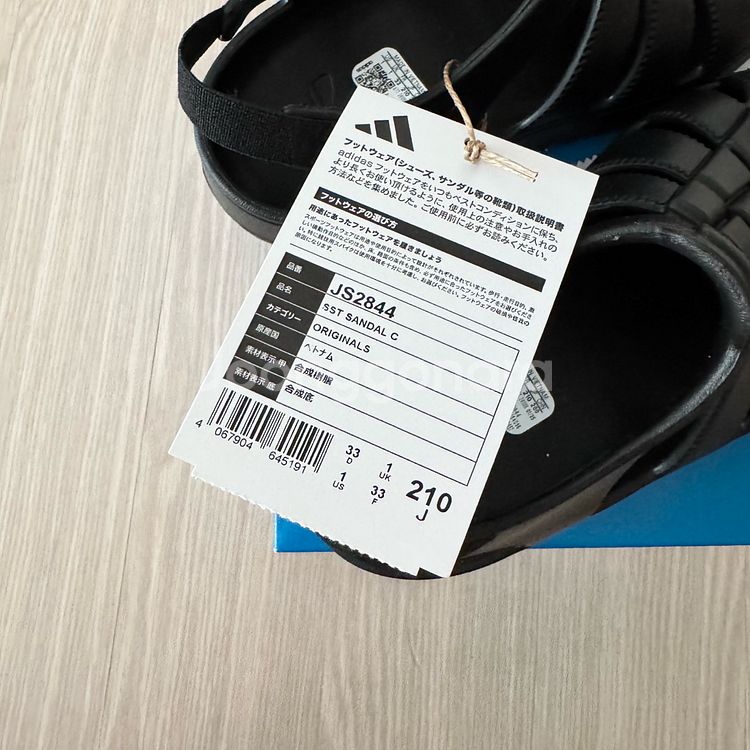 フットウェア(シューズ、サンダル等の靴類)取扱説明書
adidas フットウェアをいつもベストコンディションに保ち、
より長くお使い頂けるように、使用上の注意やお手入れの
方法などを集めました。ご使用前に必ずお読みください。
フットウェアの選び方
用途にあったフットウェアを履きましょう
品番 JS2844
品名 SST SANDAL C
カテゴリー ORIGINALS
原産国 ベトナム
素材表示 甲 合成樹脂
素材表示 底 合成底
4 067904 645191
33 D
1 UK
1 US
33 F
210 J
adidas
MADE IN VIETNAM
33 210